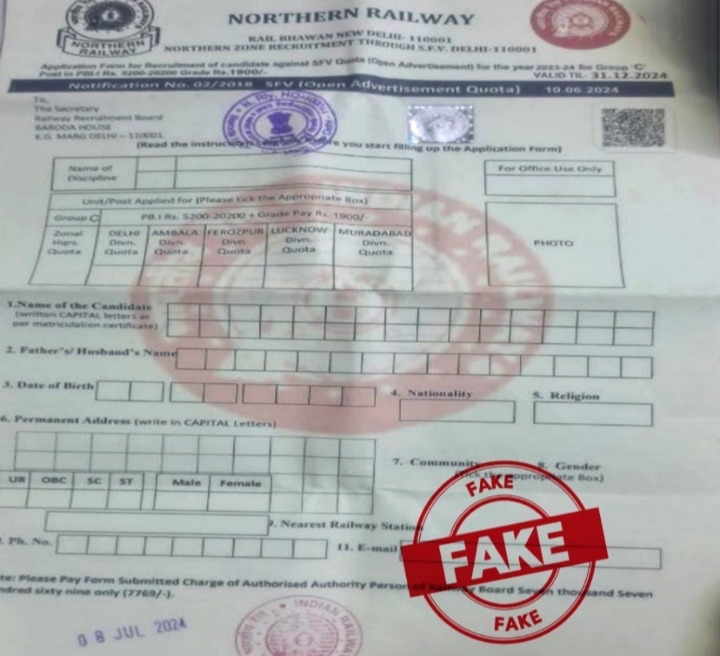 NORTHERN RAILWAY
NORTHERN RAILWAY
RAIL BHAWAN NEW DELHI- 110001
NORTHERN ZONE RECRUITMENT THROUGH S.F.V. DELHI-110001
Application Form for Recruitment of candidate against SFV Quota (Open Advertisement) for the year 2023-24 for Group 'C'
Post in PB-I Rs. 5200-20200 Grade Rs.1900/-
VALID TIL- 31.12.2024
Notification No. 02/2018 SFV (Open Advertisement Quota) 10.06.2024
To,
The Secretary
Railway Recruitment Board
BARODA HOUSE
K.G. MARG DELHI – 110001
(Read the before you start filling up the Application Form)
Name of
Discipline
For Office Use Only
Unit/Post Applied for (Please tick the Appropriate Box)
Group C PB.I Rs. 5200-20200 + Grade Pay Rs. 1900/-
Zonal Hqrs. Quota
DELHI Divn. Quota
AMBALA Divn. Quota
FEROZPUR Divn. Quota
LUCKNOW Divn. Quota
MURADABAD Divn. Quota
PHOTO
1.Name of the Candidate
(written CAPITAL letters as
per matriculation certificate)
2. Father's/ Husband's Name
3. Date of Birth
4. Nationality
5. Religion
6. Permanent Address (write in CAPITAL Letters)
7. Community
8. Gender
(tick the appropriate Box)
UR OBC SC ST Male Female
9. Nearest Railway Station
. Ph. No.
11. E-mail
te: Please Pay Form Submitted Charge of Authorised Authority Person of Railway Board Seven thousand Seven
ndred sixty nine only (7769/-).
08 JUL 2024
INDIAN
FAKE
FAKE
FAKE